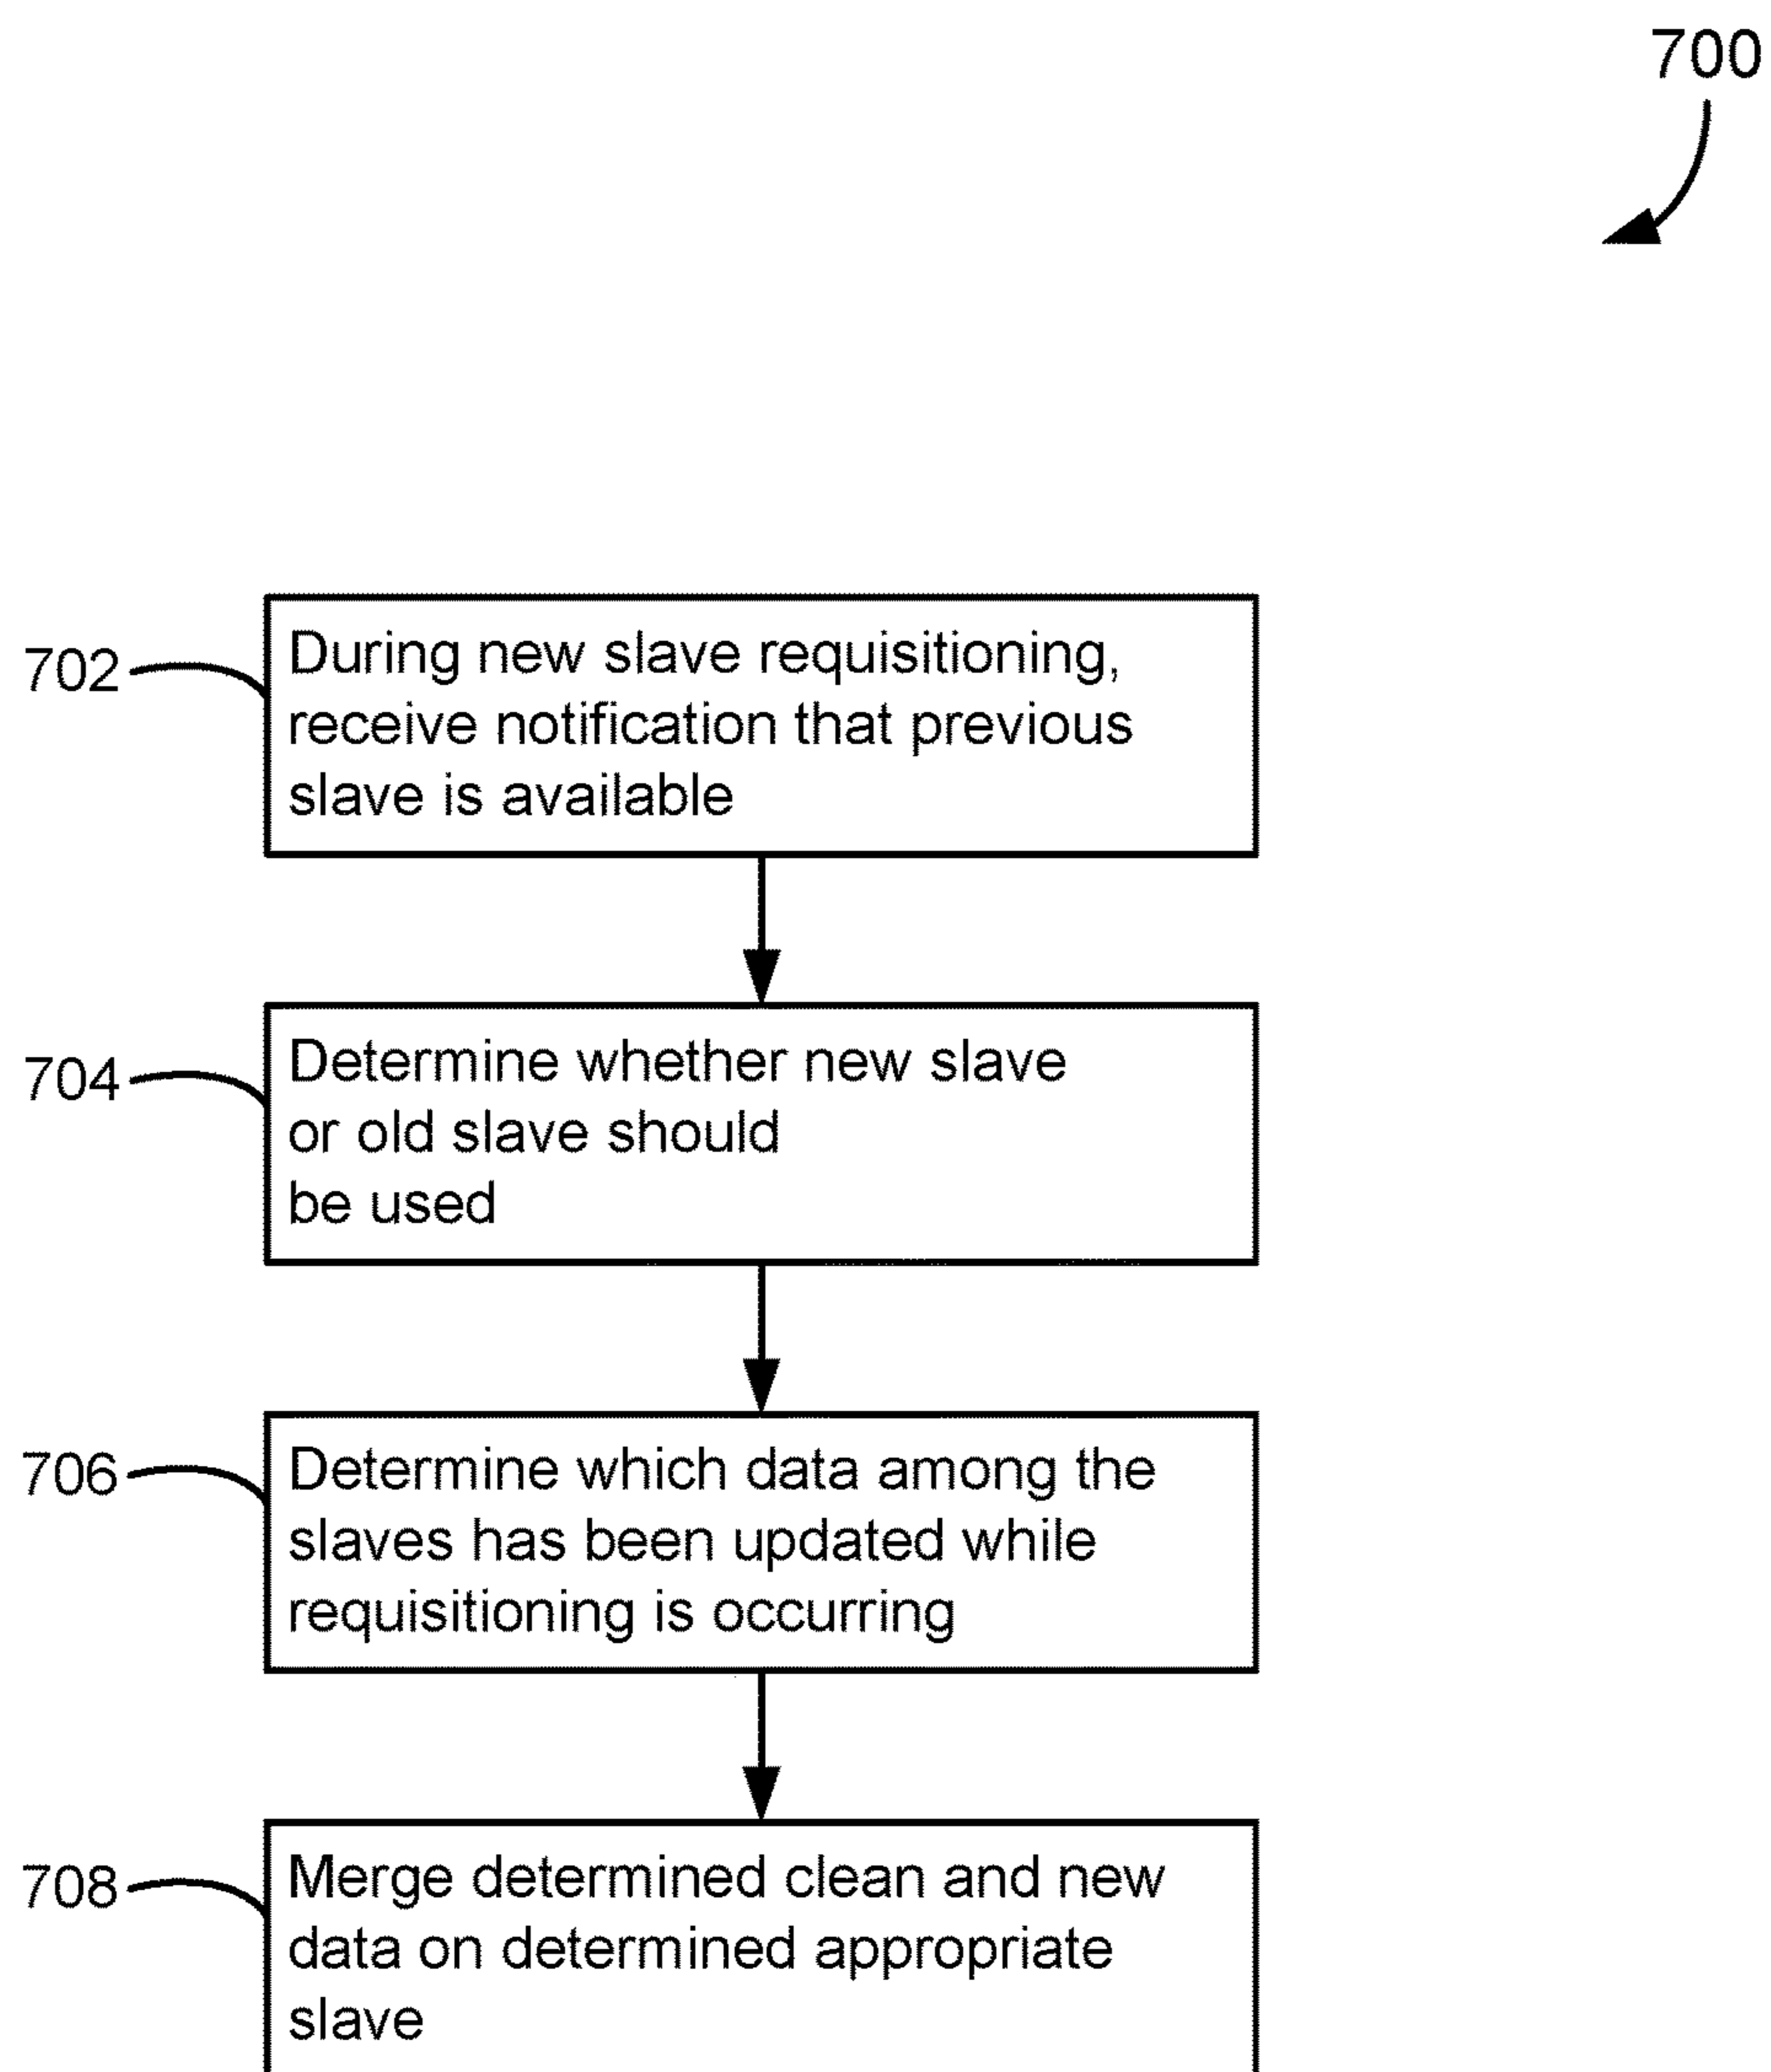 700
702
During new slave requisitioning,
receive notification that previous
slave is available
704
Determine whether new slave
or old slave should
be used
706
Determine which data among the
slaves has been updated while
requisitioning is occurring
708
Merge determined clean and new
data on determined appropriate
slave